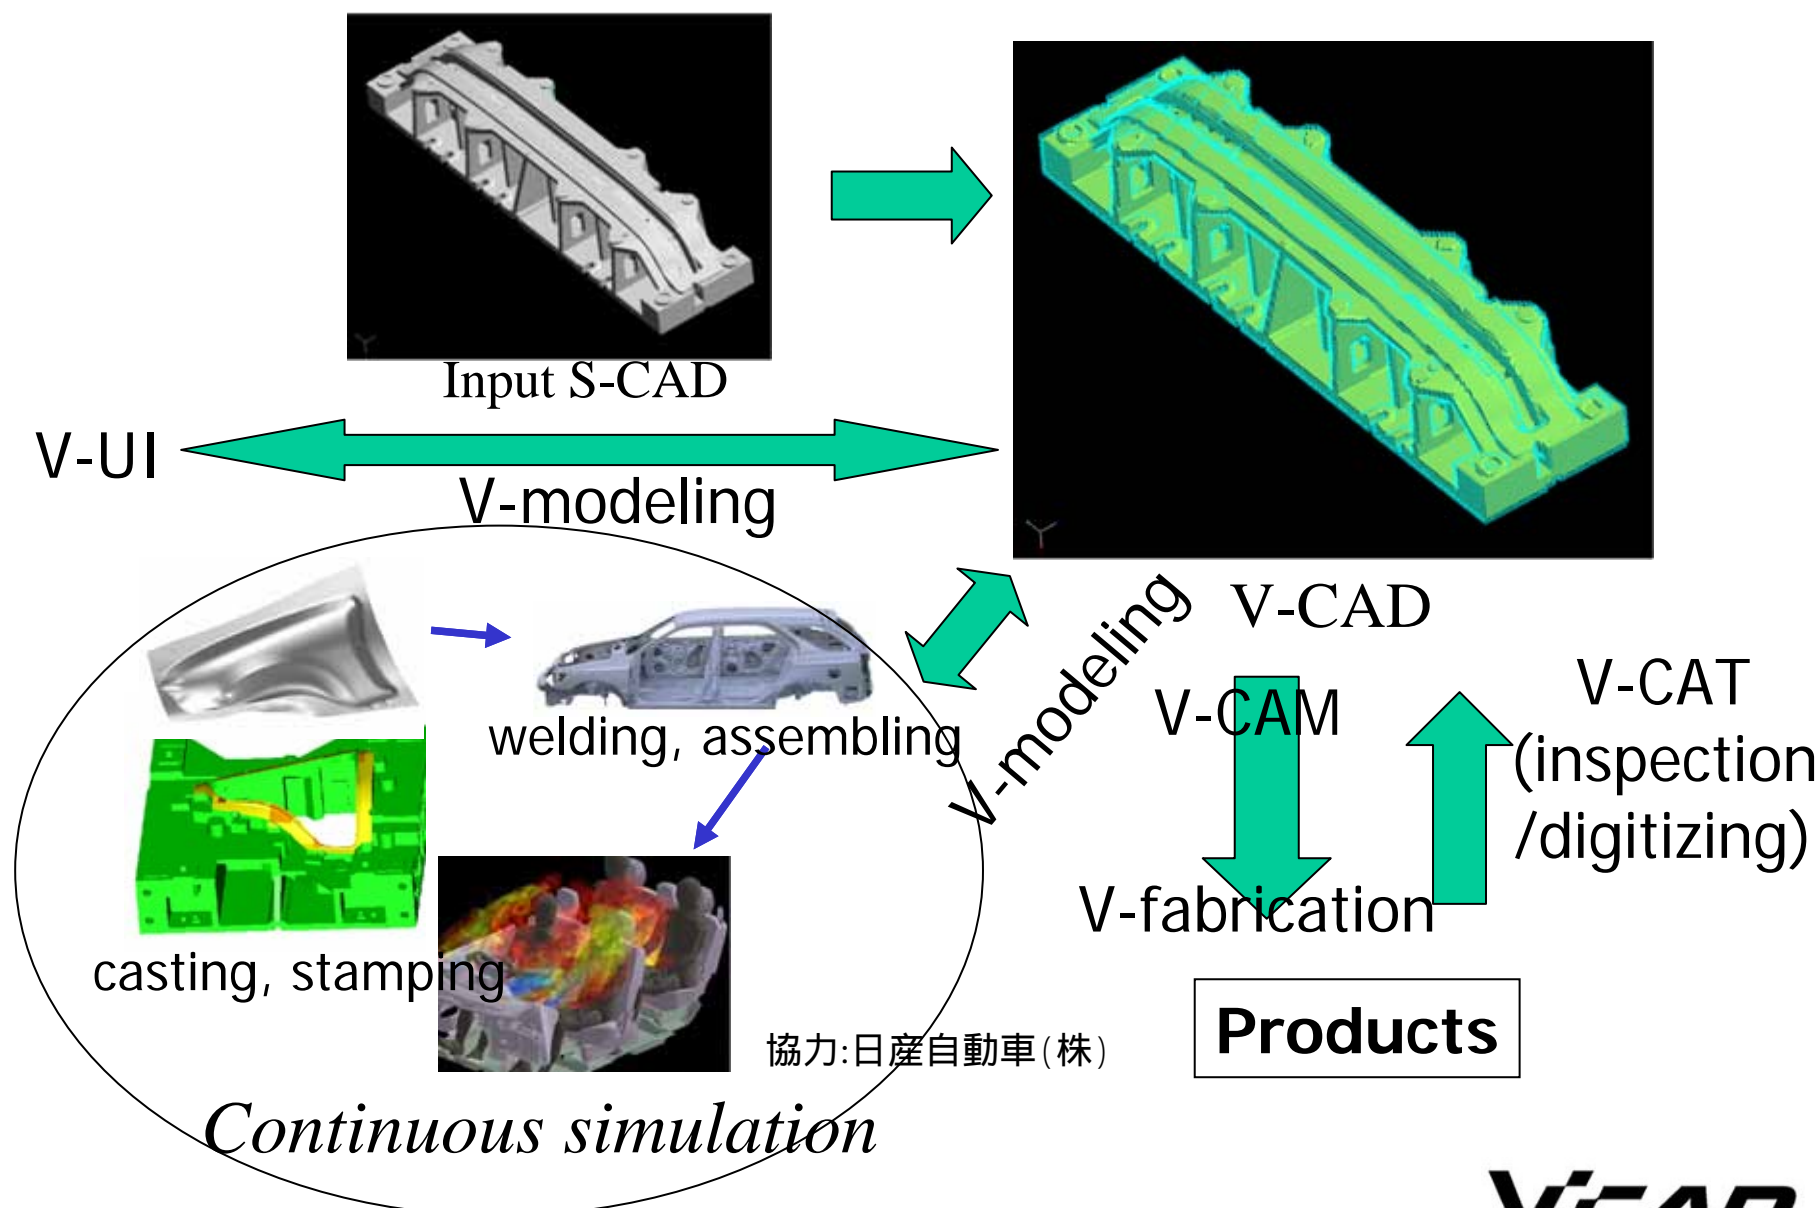 Input S-CAD
V-UI
V-modeling
V-modeling
V-CAD
welding, assembling
casting, stamping
Continuous simulation
協力:日産自動車(株)
V-CAM
V-CAT
(inspection
/digitizing)
V-fabrication
Products
V-CAD